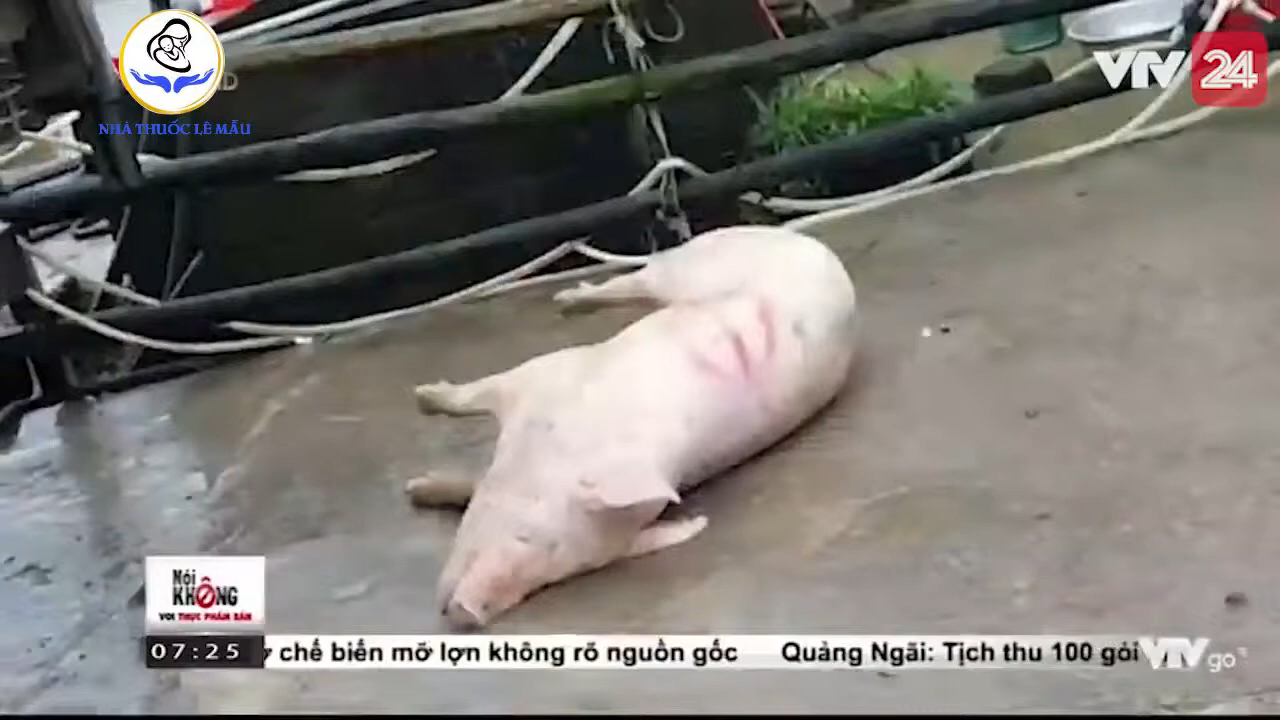 NHÀ THUỐC LÊ MẪU
VTV 24
Nói
KHÔNG
VỚI THỰC PHẨM BẨN
07:25 chế biến mỡ lợn không rõ nguồn gốc Quảng Ngãi: Tịch thu 100 gói
VTV go